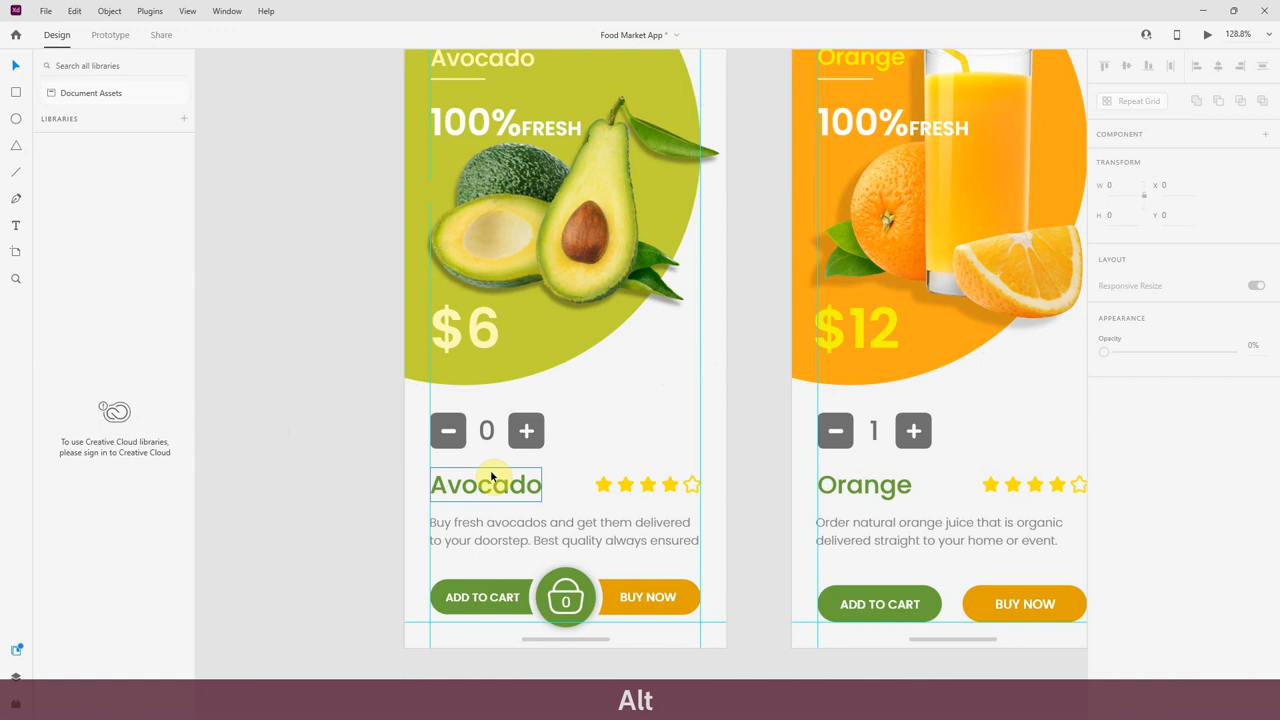 Xd File Edit Object Plugins View Window Help
Design Prototype Share Food Market App * 128.8%
Search all libraries
Document Assets
LIBRARIES
To use Creative Cloud libraries,
please sign in to Creative Cloud
Avocado
100%FRESH
$6
0
Avocado
Buy fresh avocados and get them delivered
to your doorstep. Best quality always ensured
ADD TO CART 0 BUY NOW
Orange
100%FRESH
$12
1
Orange
Order natural orange juice that is organic
delivered straight to your home or event.
ADD TO CART BUY NOW
Repeat Grid
COMPONENT
TRANSFORM
W 0 X 0
H 0 Y 0
LAYOUT
Responsive Resize
APPEARANCE
Opacity
0%
Alt